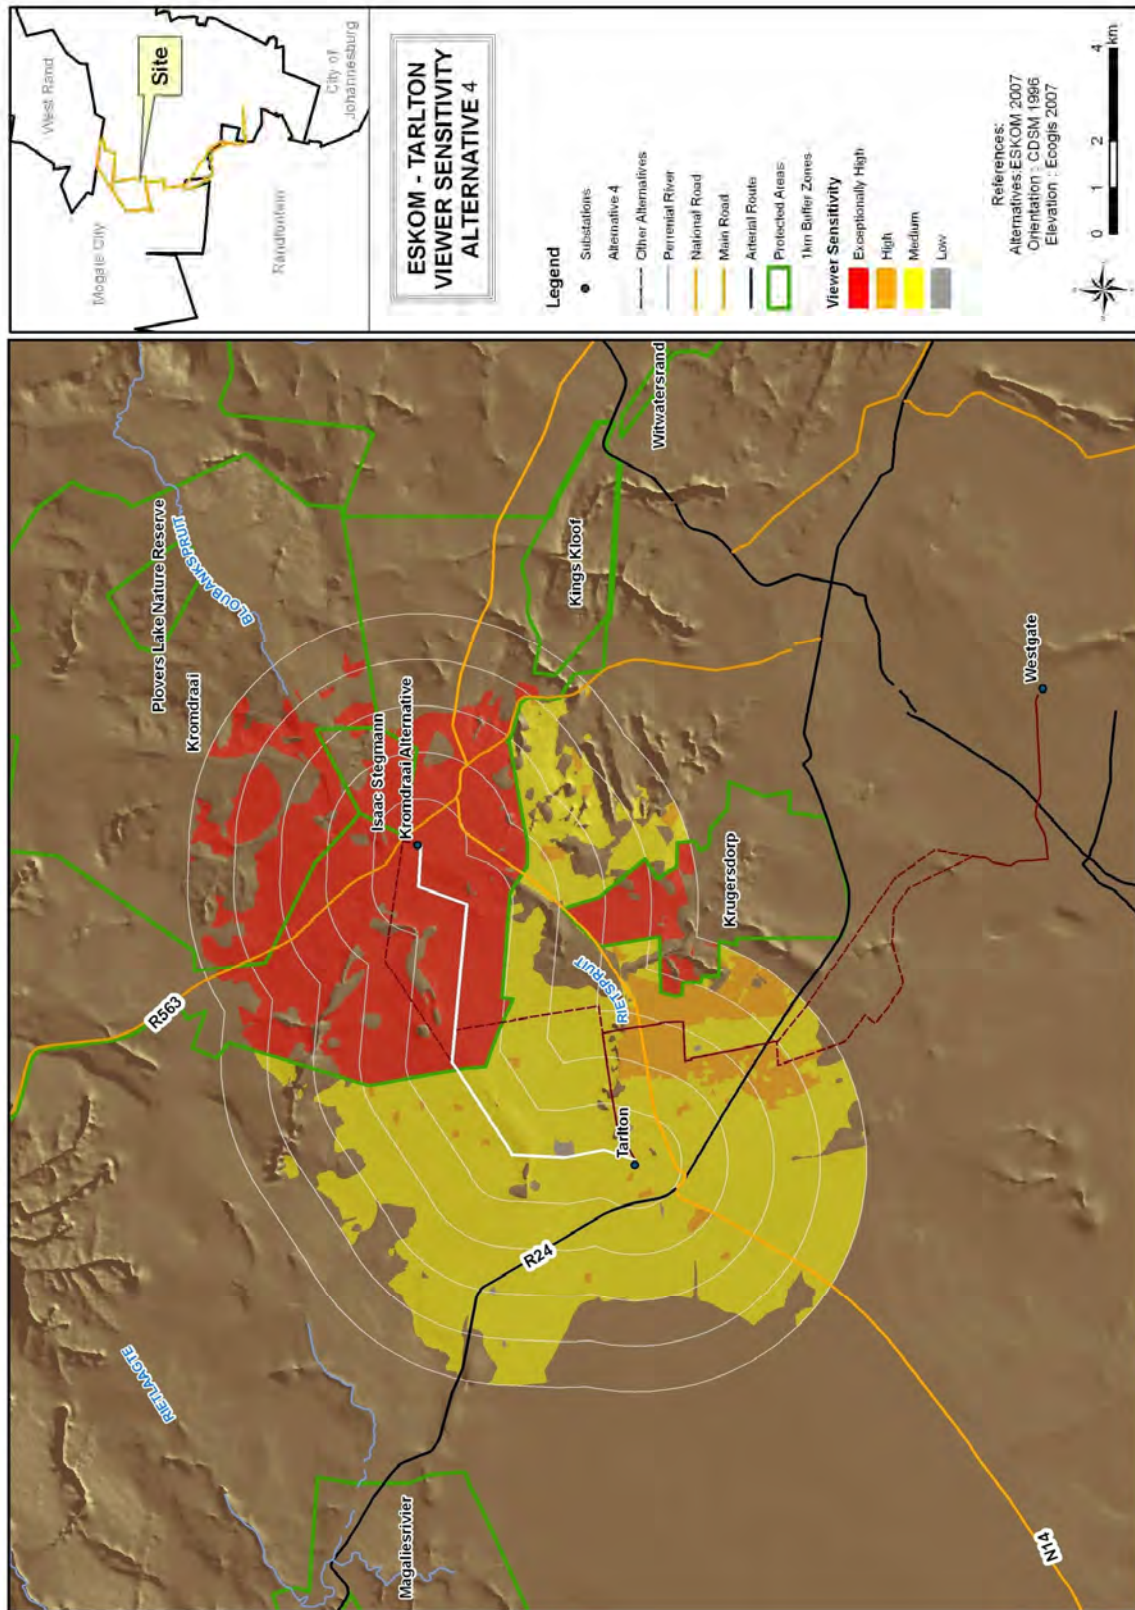 West Rand
Mogale City
Site
City of
Johannesburg
Randfontein
ESKOM - TARLTON
VIEWER SENSITIVITY
ALTERNATIVE 4
Legend
Substations
Alternative 4
Other Alternatives
Perrenial River
National Road
Main Road
Arterial Route
Protected Areas
1km Buffer Zones
Viewer Sensitivity
Exceptionally High
High
Medium
Low
References:
Alternatives:ESKOM 2007
Orientation : CDSM 1996
Elevation : Ecogis 2007
0 1 2 4
km
Plovers Lake Nature Reserve
BLOUBANKSPRUIT
Kromdraai
Isaac Stegmann
Kromdraai Alternative
R563
Kings Kloof
Witwatersrand
Krugersdorp
RIETSPRUIT
Tarlton
R24
Westgate
RIETLAAGTE
Magaliesrivier
N14